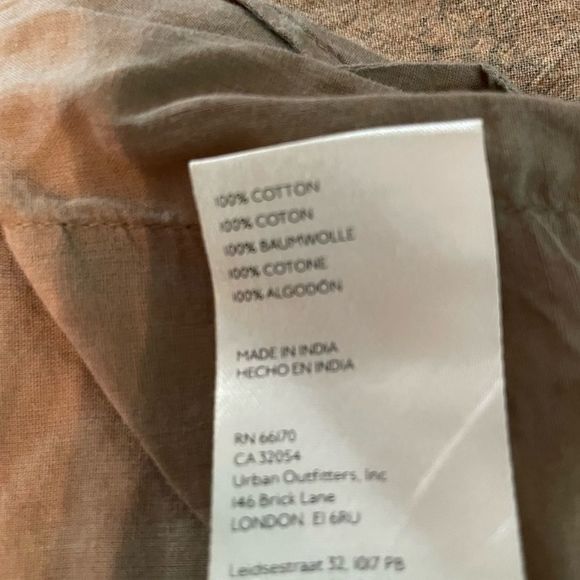 100% COTTON
100% COTON
100% BAUMWOLLE
100% COTONE
100% ALGODÓN
MADE IN INDIA
HECHO EN INDIA
RN 66170
CA 32054
Urban Outfitters, Inc
146 Brick Lane
LONDON E1 6RU
Leidsestraat 32, 1017 PB